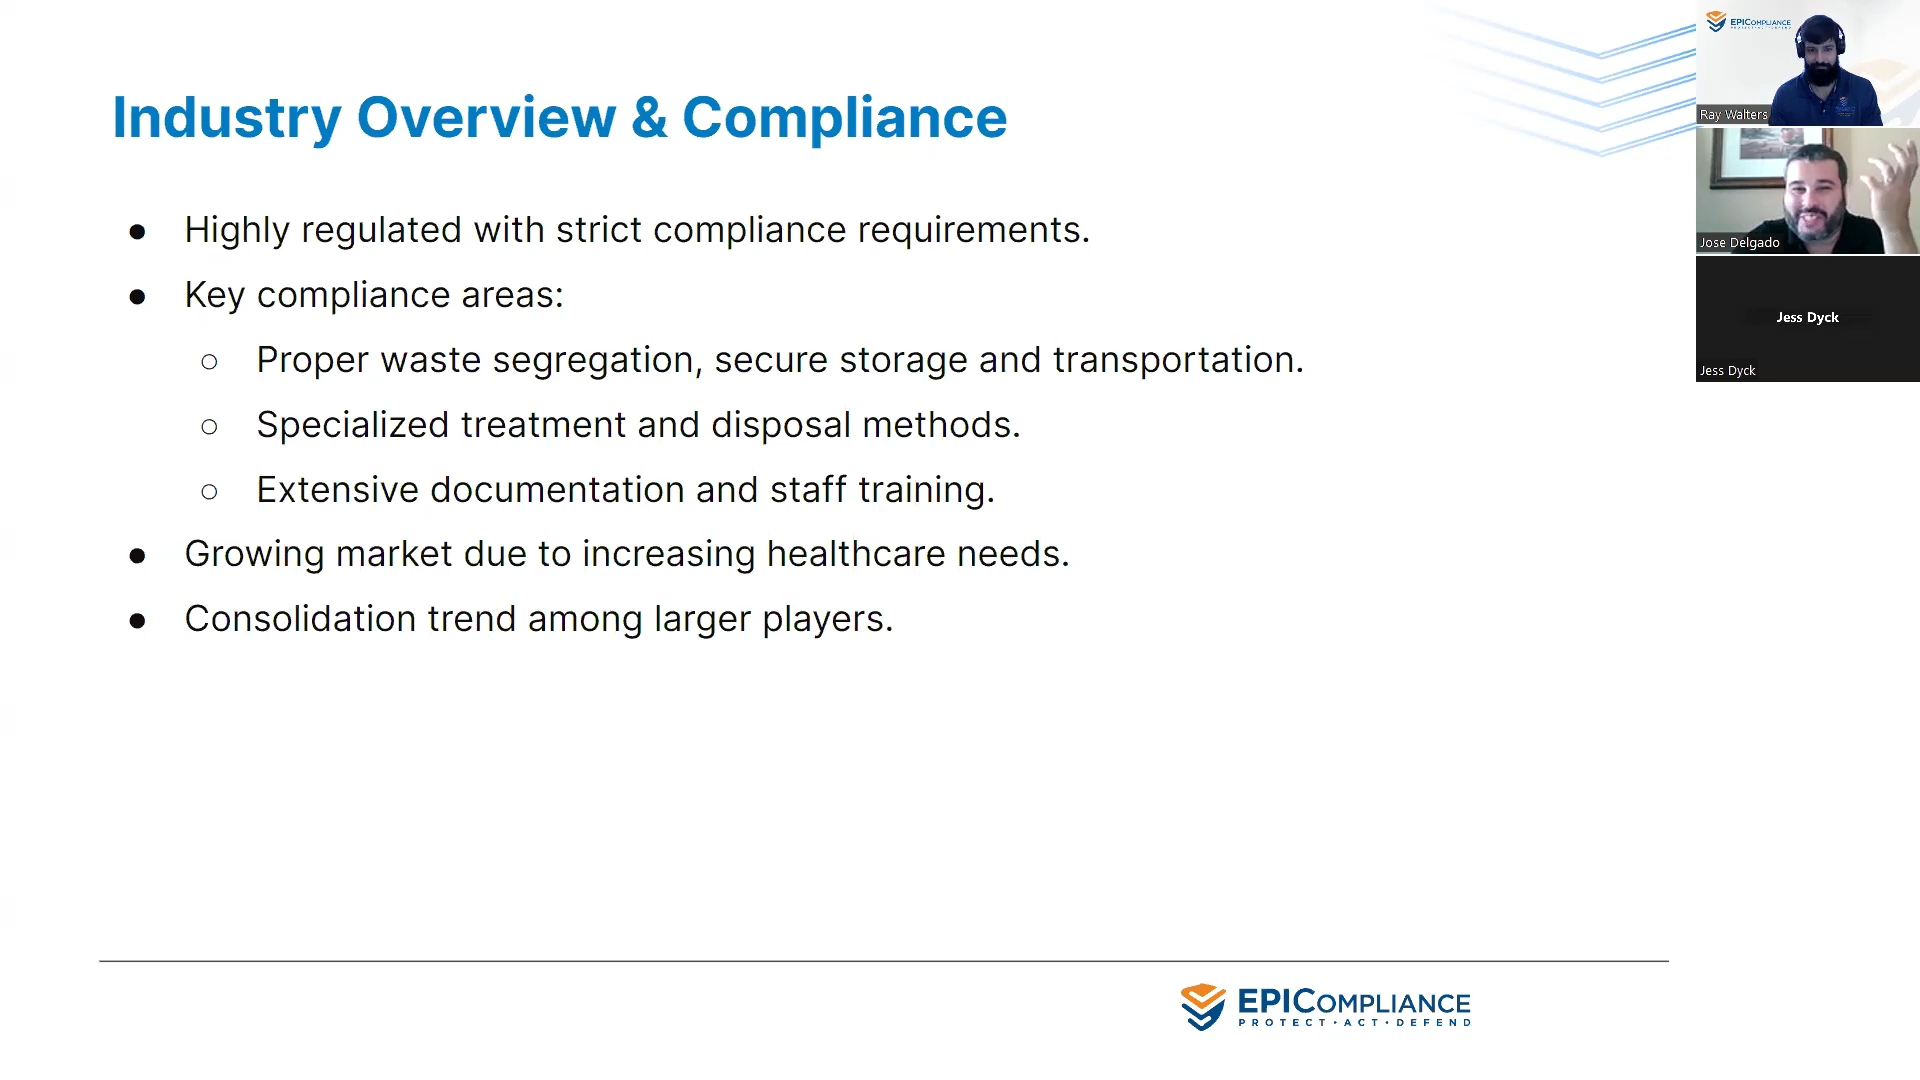 Industry Overview & Compliance
● Highly regulated with strict compliance requirements.
● Key compliance areas:
○ Proper waste segregation, secure storage and transportation.
○ Specialized treatment and disposal methods.
○ Extensive documentation and staff training.
● Growing market due to increasing healthcare needs.
● Consolidation trend among larger players.
EPICOMPLIANCE
PROTECT · ACT · DEFEND
EPICOMPLIANCE
Ray Walters
Jose Delgado
Jess Dyck
Jess Dyck